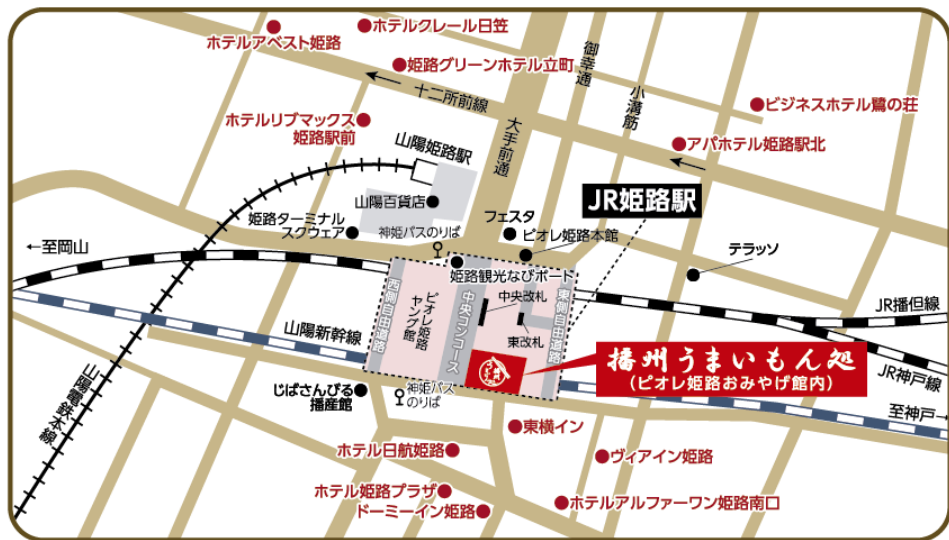 ホテルクレール日笠
ホテルアベスト姫路
姫路グリーンホテル立町
御幸通
小溝筋
十二所前線
ビジネスホテル鷺の荘
ホテルリブマックス
姫路駅前
大手前通
山陽姫路駅
アパホテル姫路駅北
JR姫路駅
山陽百貨店
姫路ターミナル
スクウェア
神姫バスのりば
フェスタ
ピオレ姫路本館
←至岡山
テラッソ
姫路観光なびポート
西側自由通路
ピオレ姫路
ヤング館
中央コンコース
中央改札
東改札
東側自由通路
JR播但線
山陽新幹線
播州うまいもん処
(ピオレ姫路おみやげ館内)
JR神戸線
至神戸→
じばさんびる
播産館
神姫バス
のりば
山陽電鉄本線
東横イン
ホテル日航姫路
ヴィアイン姫路
ホテル姫路プラザ
ドーミーイン姫路
ホテルアルファーワン姫路南口